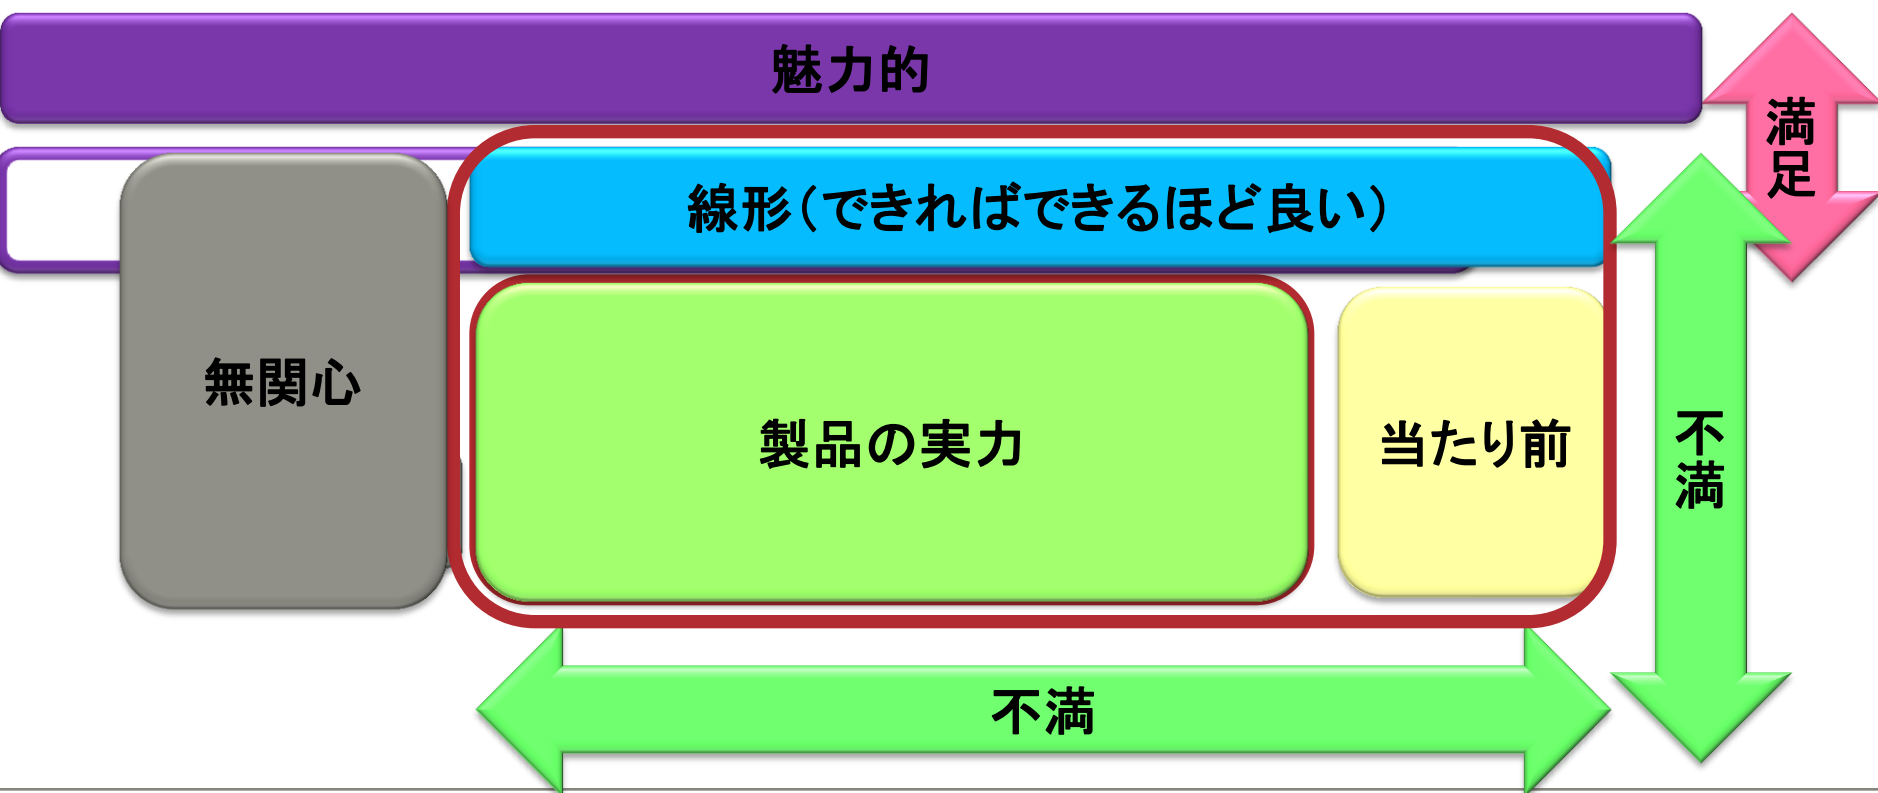 魅力的
満足
線形（できればできるほど良い）
無関心
製品の実力
当たり前
不満
不満